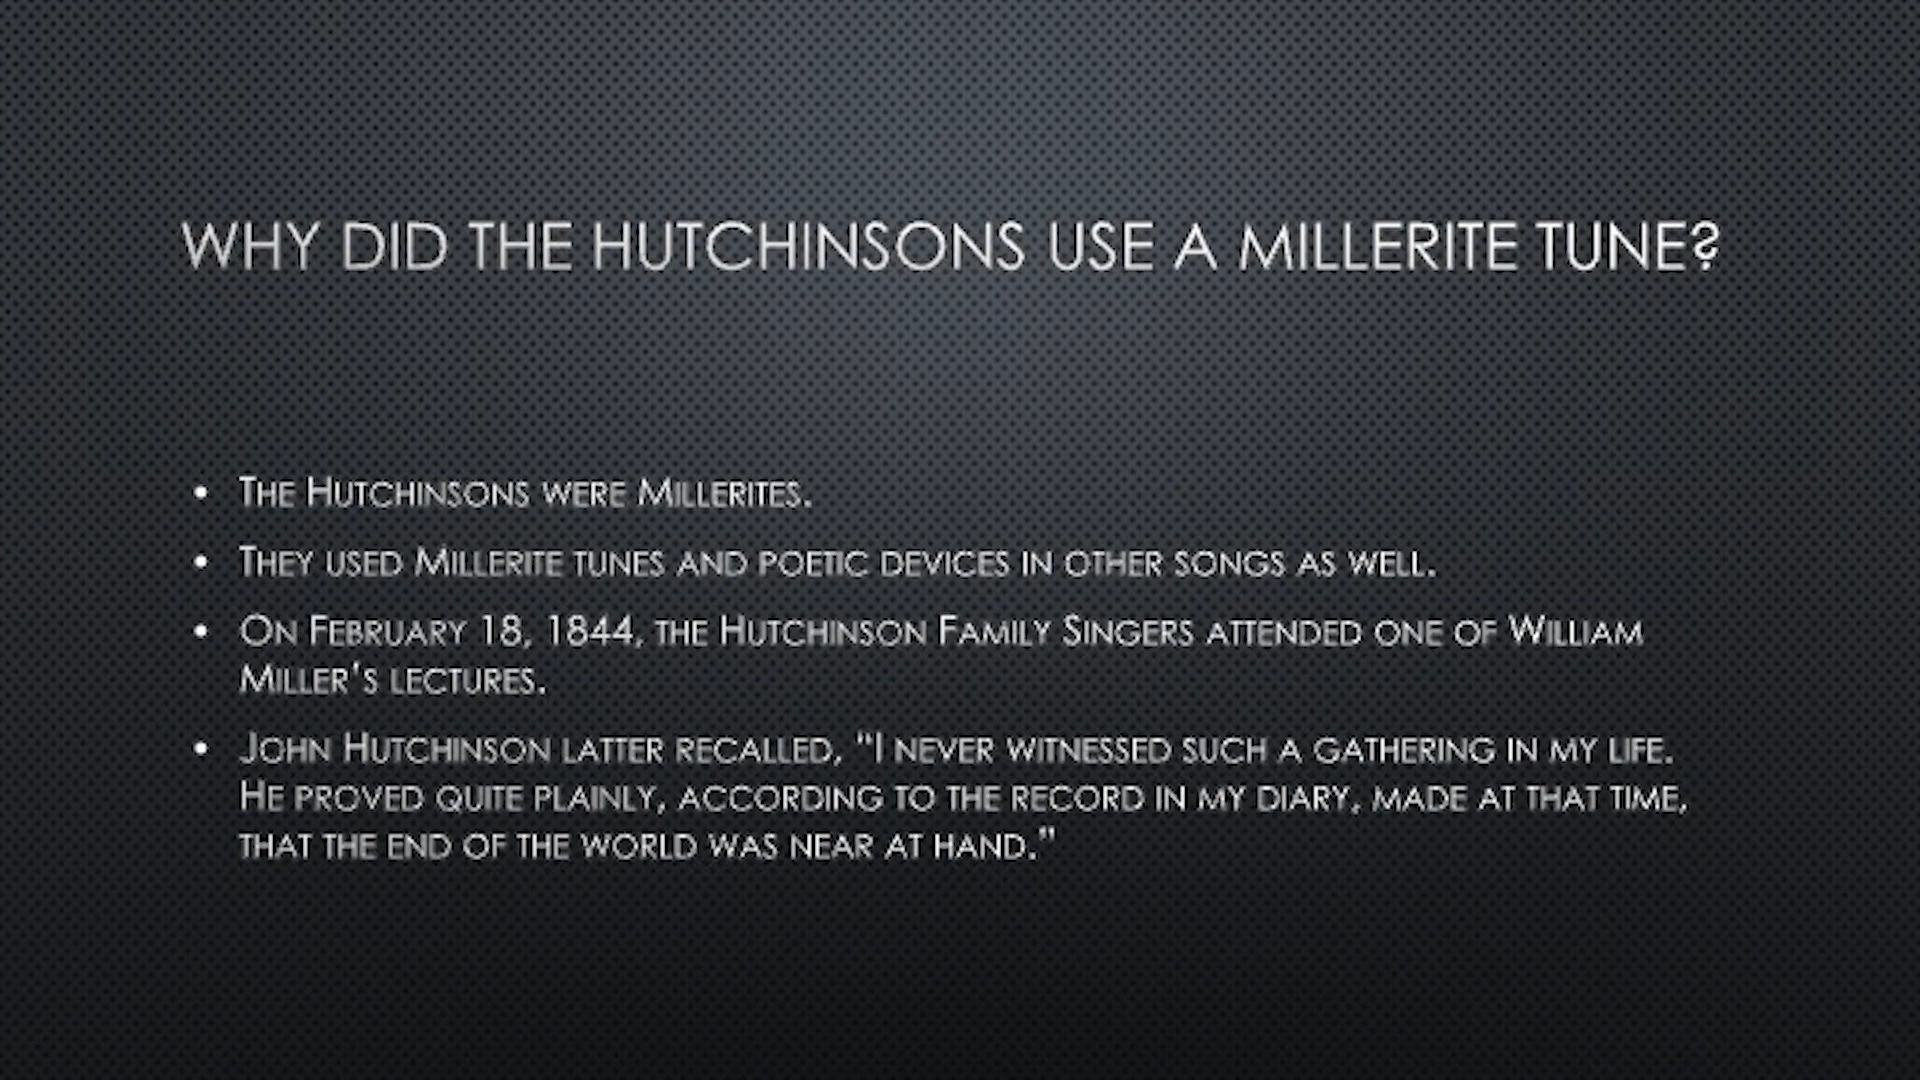 WHY DID THE HUTCHINSONS USE A MILLERITE TUNE?
• THE HUTCHINSONS WERE MILLERITES.
• THEY USED MILLERITE TUNES AND POETIC DEVICES IN OTHER SONGS AS WELL.
• ON FEBRUARY 18, 1844, THE HUTCHINSON FAMILY SINGERS ATTENDED ONE OF WILLIAM
MILLER'S LECTURES.
• JOHN HUTCHINSON LATTER RECALLED, "I NEVER WITNESSED SUCH A GATHERING IN MY LIFE.
HE PROVED QUITE PLAINLY, ACCORDING TO THE RECORD IN MY DIARY, MADE AT THAT TIME,
THAT THE END OF THE WORLD WAS NEAR AT HAND."